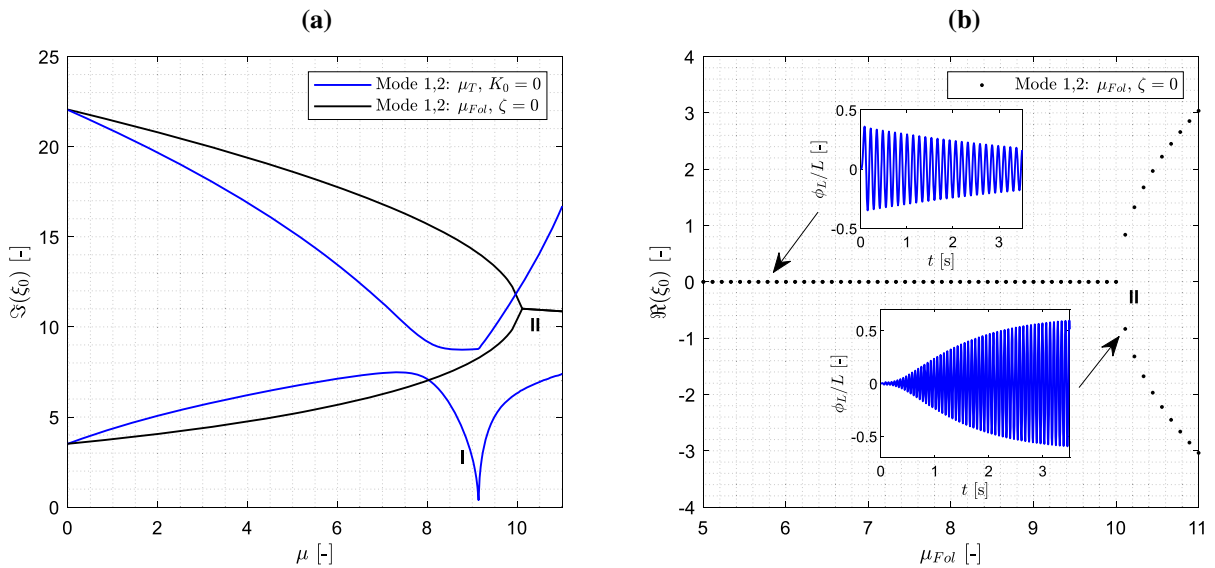 (a)
25
20
15
10
5
0
0 2 4 6 8 10
ℑ(ξ₀) [-]
μ [-]
Mode 1,2: μ_T, K₀ = 0
Mode 1,2: μ_Fol, ζ = 0
I
II
(b)
4
3
2
1
0
-1
-2
-3
-4
5 6 7 8 9 10 11
ℜ(ξ₀) [-]
μ_Fol [-]
Mode 1,2: μ_Fol, ζ = 0
0.5
0
-0.5
0 1 2 3
ϕ_L/L [-]
t [s]
II
0.5
0
-0.5
0 1 2 3
ϕ_L/L [-]
t [s]